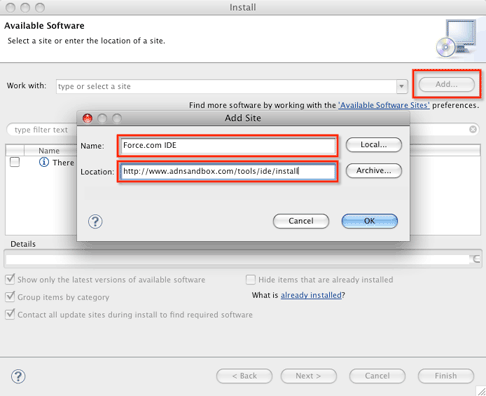 Install
Available Software
Select a site or enter the location of a site.
Work with: type or select a site Add...
Find more software by working with the 'Available Software Sites' preferences.
type filter text
Name
There
Add Site
Name: Force.com IDE Local...
Location: http://www.adnsandbox.com/tools/ide/install Archive...
Cancel OK
Details
Show only the latest versions of available software
Hide items that are already installed
Group items by category
What is already installed?
Contact all update sites during install to find required software
< Back Next > Cancel Finish